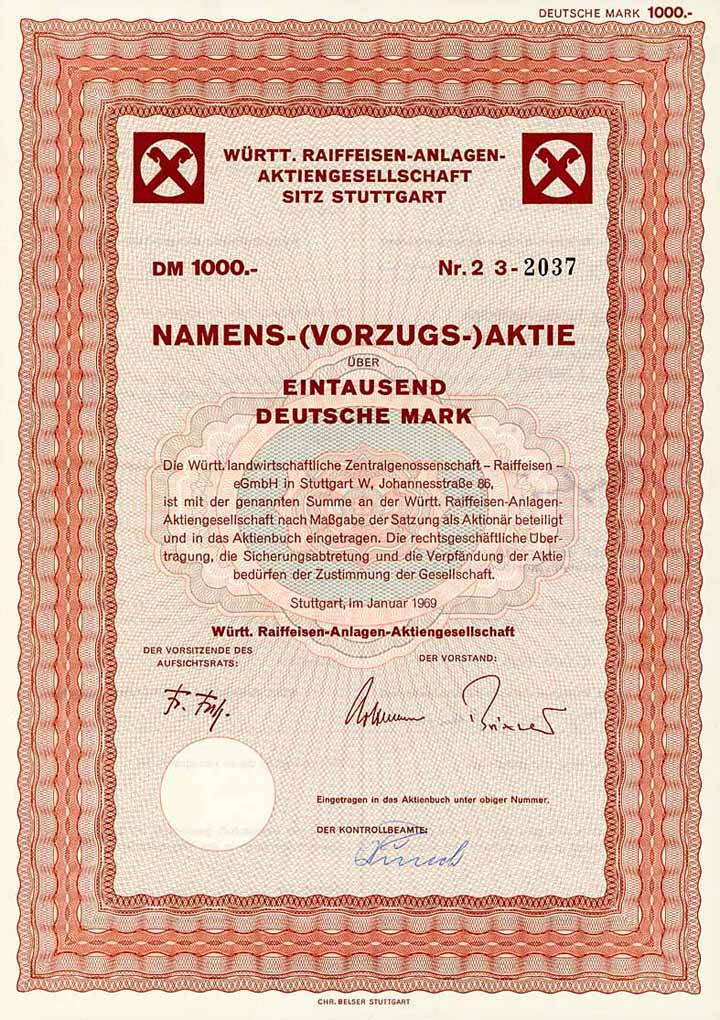 DEUTSCHE MARK 1000.-
WÜRTT. RAIFFEISEN-ANLAGEN-
AKTIENGESELLSCHAFT
SITZ STUTTGART
DM 1000.- Nr. 2 3 - 2037
NAMENS-(VORZUGS-)AKTIE
ÜBER
EINTAUSEND
DEUTSCHE MARK
Die Württ. landwirtschaftliche Zentralgenossenschaft – Raiffeisen –
eGmbH in Stuttgart W, Johannesstraße 86,
ist mit der genannten Summe an der Württ. Raiffeisen-Anlagen-
Aktiengesellschaft nach Maßgabe der Satzung als Aktionär beteiligt
und in das Aktienbuch eingetragen. Die rechtsgeschäftliche Über-
tragung, die Sicherungsabtretung und die Verpfändung der Aktie
bedürfen der Zustimmung der Gesellschaft.
Stuttgart, im Januar 1969
Württ. Raiffeisen-Anlagen-Aktiengesellschaft
DER VORSITZENDE DES
AUFSICHTSRATS:
DER VORSTAND:
Eingetragen in das Aktienbuch unter obiger Nummer.
DER KONTROLLBEAMTE:
CHR. BELSER STUTTGART